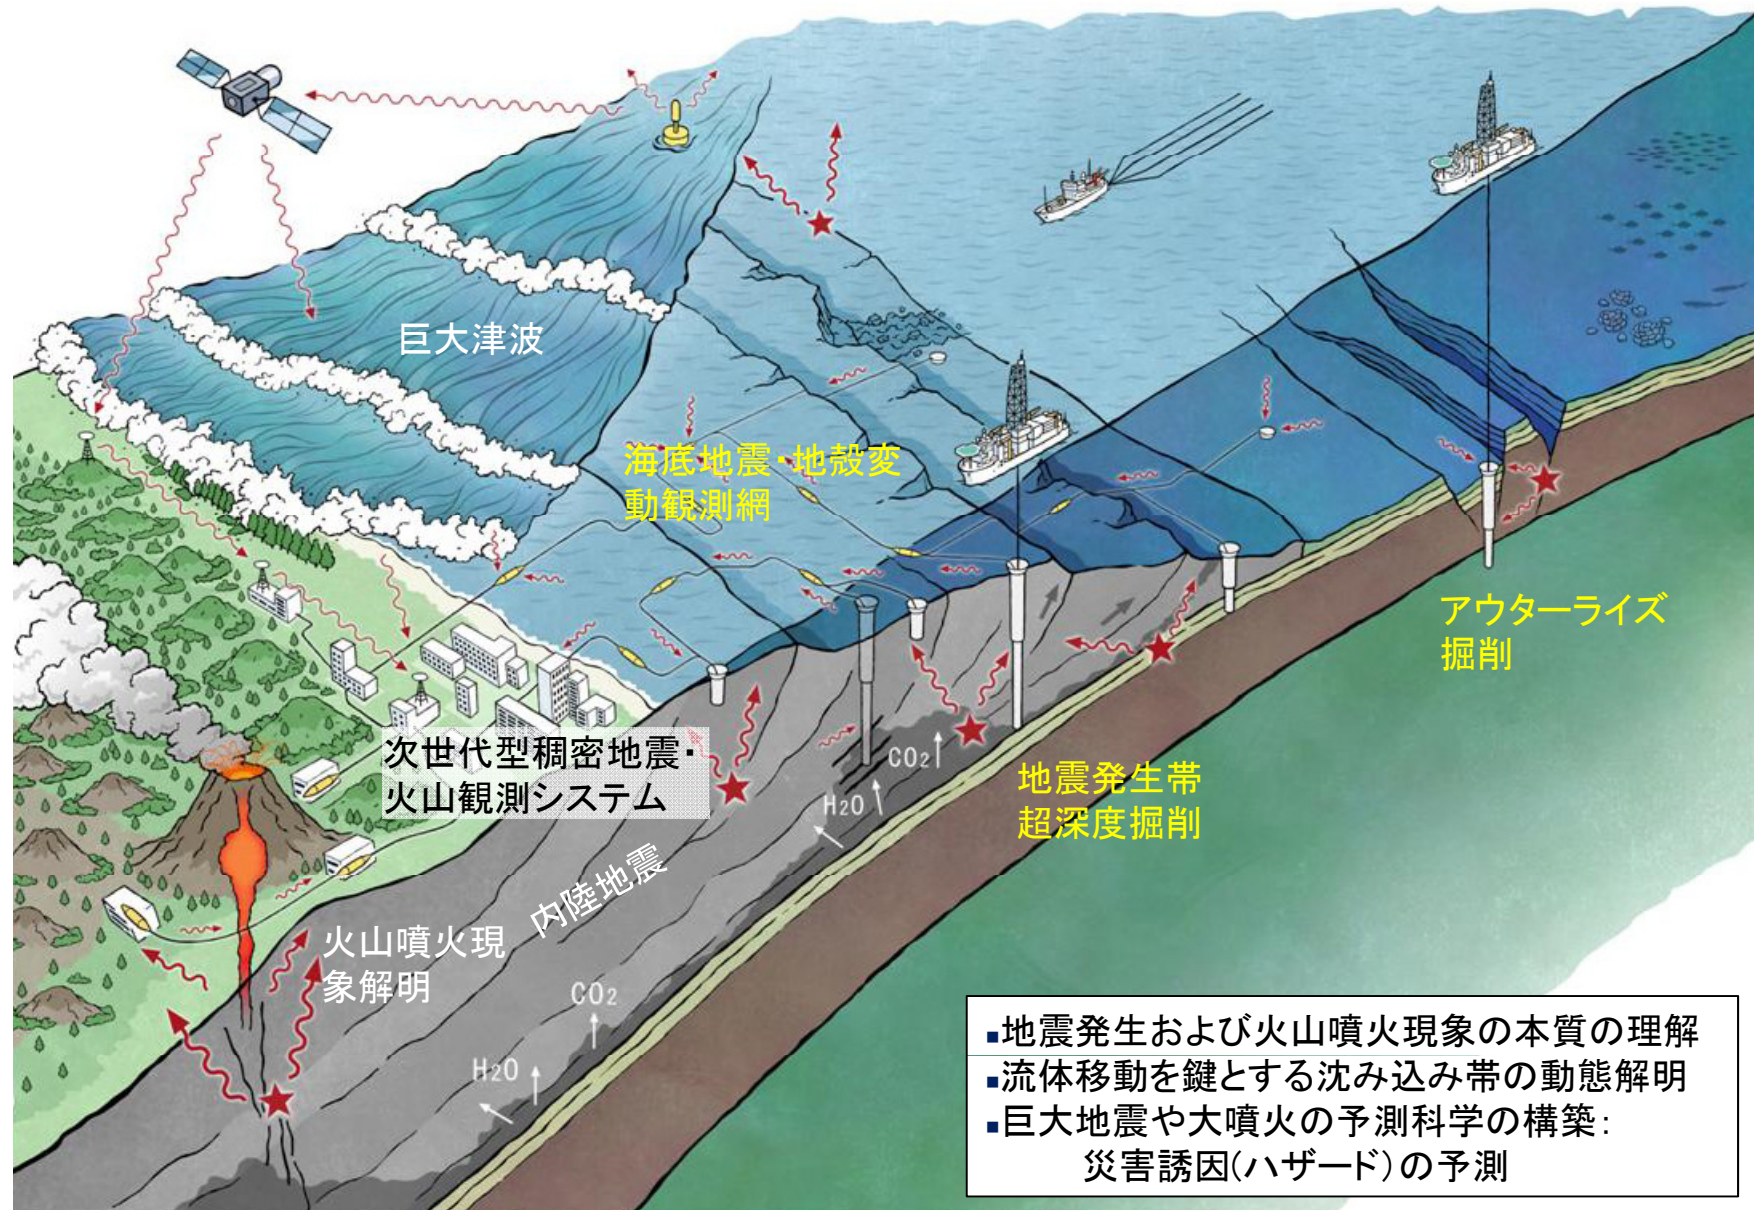 巨大津波
海底地震・地殻変
動観測網
アウターライズ
掘削
次世代型稠密地震・
火山観測システム
CO2
H2O
地震発生帯
超深度掘削
内陸地震
火山噴火現
象解明
CO2
H2O
■地震発生および火山噴火現象の本質の理解
■流体移動を鍵とする沈み込み帯の動態解明
■巨大地震や大噴火の予測科学の構築：
災害誘因(ハザード)の予測